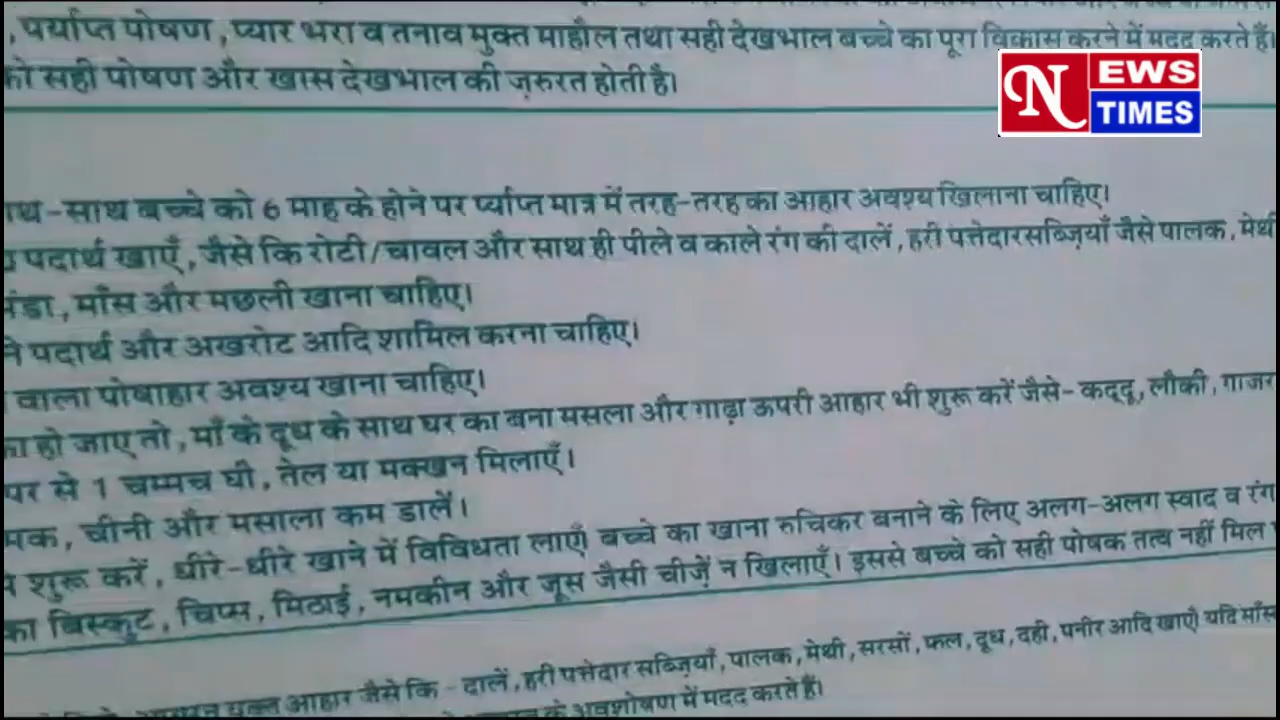 , पर्याप्त पोषण , प्यार भरा व तनाव मुक्त माहौल तथा सही देखभाल बच्चे का पूरा विकास करने में मदद करते हैं।
को सही पोषण और खास देखभाल की ज़रुरत होती है।
NEWS
TIMES
-साथ बच्चे को 6 माह के होने पर र्प्याप्त मात्र में तरह-तरह का आहार अवश्य खिलाना चाहिए।
पदार्थ खाएँ , जैसे कि रोटी/चावल और साथ ही पीले व काले रंग की दालें , हरी पत्तेदारसब्ज़ियाँ जैसे पालक , मेथी
, माँस और मछली खाना चाहिए।
पदार्थ और अखरोट आदि शामिल करना चाहिए।
वाला पोषाहार अवश्य खाना चाहिए।
हो जाए तो , माँ के दूध के साथ घर का बना मसला और गाढ़ा ऊपरी आहार भी शुरू करें जैसे- कद्दू , लौकी , गाजर
पर से 1 चम्मच घी , तेल या मक्खन मिलाएँ।
, चीनी और मसाला कम डालें।
शुरू करें , धीरे-धीरे खाने में विविधता लाएँ। बच्चे का खाना रुचिकर बनाने के लिए अलग-अलग स्वाद व रंग
का बिस्कुट , चिप्स , मिठाई , नमकीन और जूस जैसी चीज़ें न खिलाएँ। इससे बच्चे को सही पोषक तत्व नहीं मिल
युक्त आहार जैसे कि - दालें , हरी पत्तेदार सब्ज़ियाँ , पालक , मेथी , सरसों , फल , दूध , दही , पनीर आदि खाएँ। यदि माँस
के अवशोषण में मदद करते हैं।